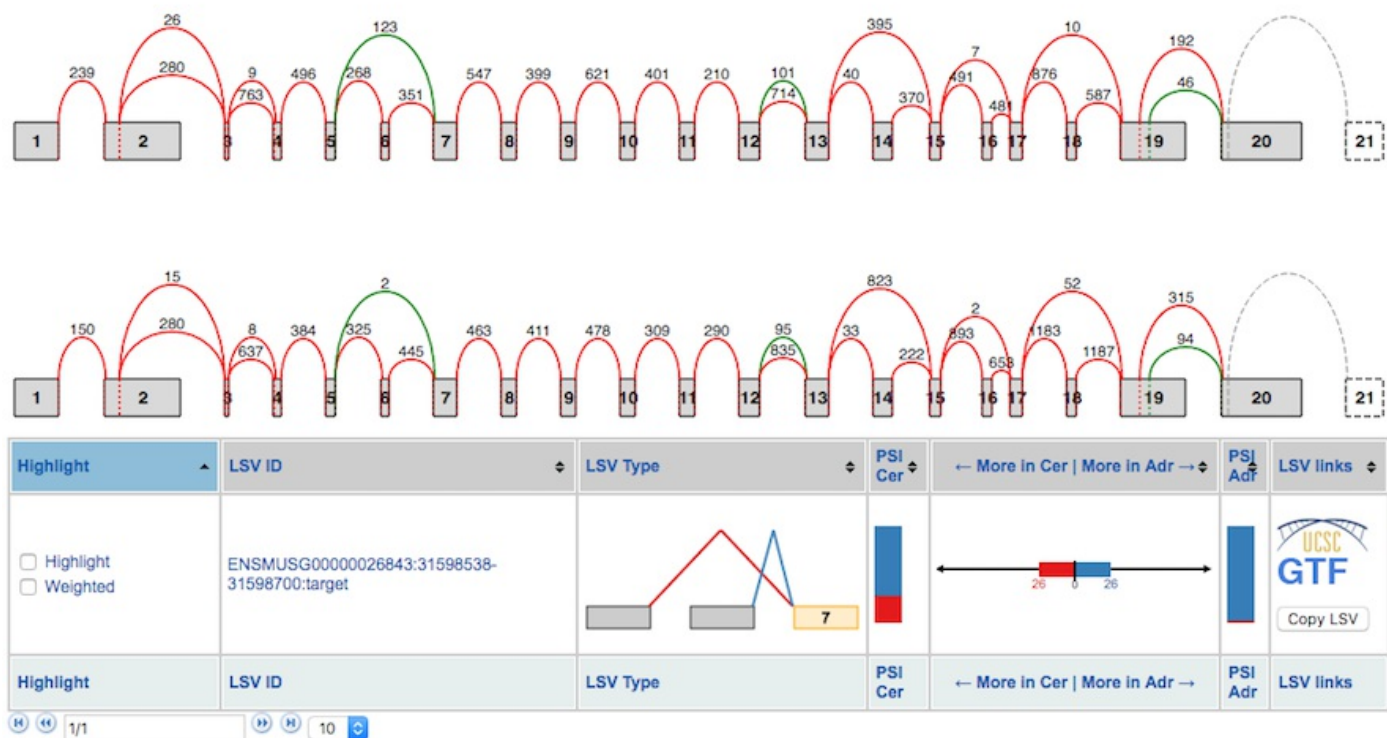 26 123 395 7 10 192
239 280 9 496 268 547 399 621 401 210 101 40 491 876 46
763 351 714 370 481 587
1 2 3 4 5 6 7 8 9 10 11 12 13 14 15 16 17 18 19 20 21
15 2 823 2 52 315
150 280 8 384 325 463 411 478 309 290 95 33 893 1183 94
637 445 835 222 653 1187
1 2 3 4 5 6 7 8 9 10 11 12 13 14 15 16 17 18 19 20 21
Highlight LSV ID LSV Type PSI Cer ← More in Cer | More in Adr → PSI Adr LSV links
Highlight
Weighted
ENSMUSG00000026843:31598538-
31598700:target
7
26 0 26
UCSC
GTF
Copy LSV
Highlight LSV ID LSV Type PSI Cer ← More in Cer | More in Adr → PSI Adr LSV links
1/1 10